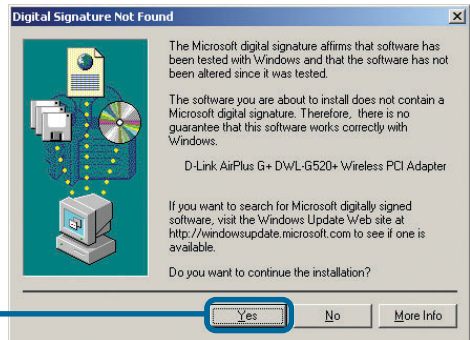 Digital Signature Not Found
The Microsoft digital signature affirms that software has
been tested with Windows and that the software has not
been altered since it was tested.
The software you are about to install does not contain a
Microsoft digital signature. Therefore, there is no
guarantee that this software works correctly with
Windows.
D-Link AirPlus G+ DWL-G520+ Wireless PCI Adapter
If you want to search for Microsoft digitally signed
software, visit the Windows Update Web site at
http://windowsupdate.microsoft.com to see if one is
available.
Do you want to continue the installation?
Yes No More Info